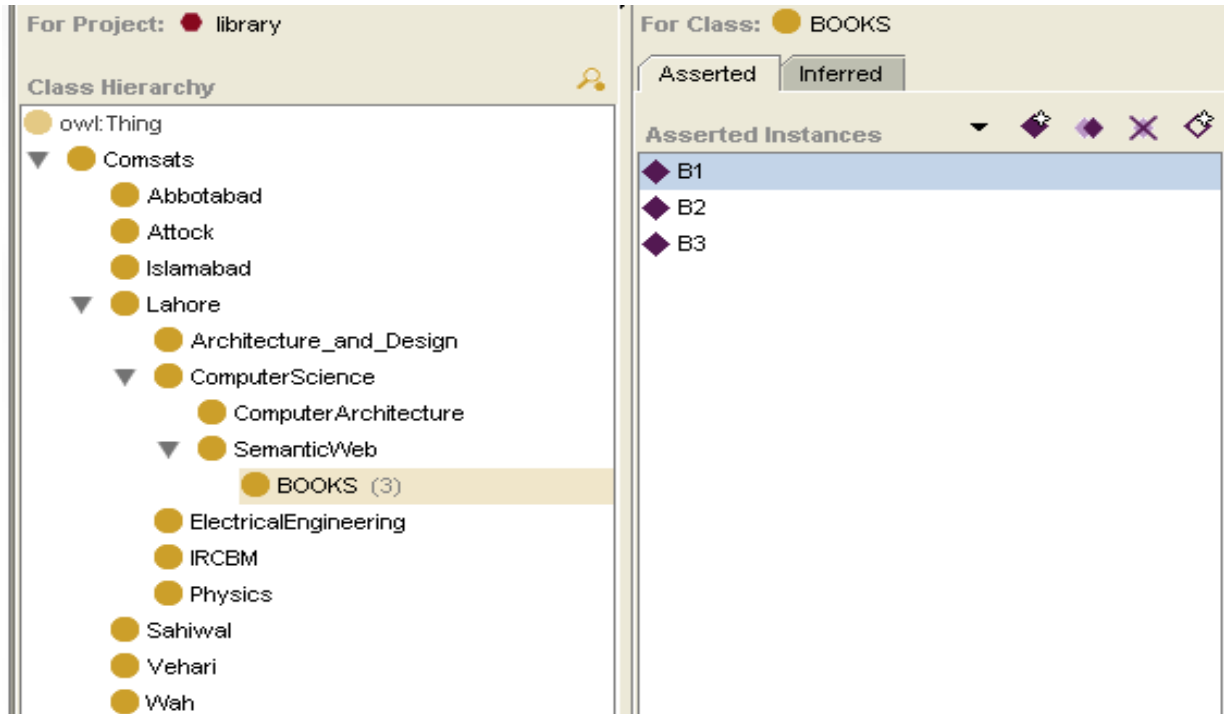 For Project: library
Class Hierarchy
owl:Thing
Comsats
Abbotabad
Attock
Islamabad
Lahore
Architecture_and_Design
ComputerScience
ComputerArchitecture
SemanticWeb
BOOKS (3)
ElectricalEngineering
IRCBM
Physics
Sahiwal
Vehari
Wah
For Class: BOOKS
Asserted Inferred
Asserted Instances
B1
B2
B3